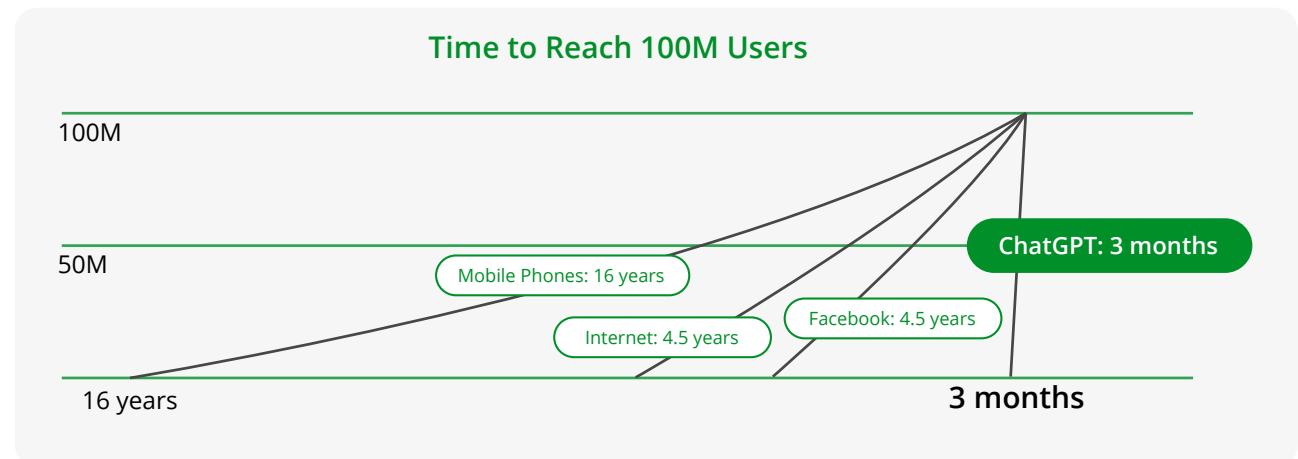 Time to Reach 100M Users
100M
50M
ChatGPT: 3 months
Mobile Phones: 16 years
Facebook: 4.5 years
Internet: 4.5 years
16 years
3 months